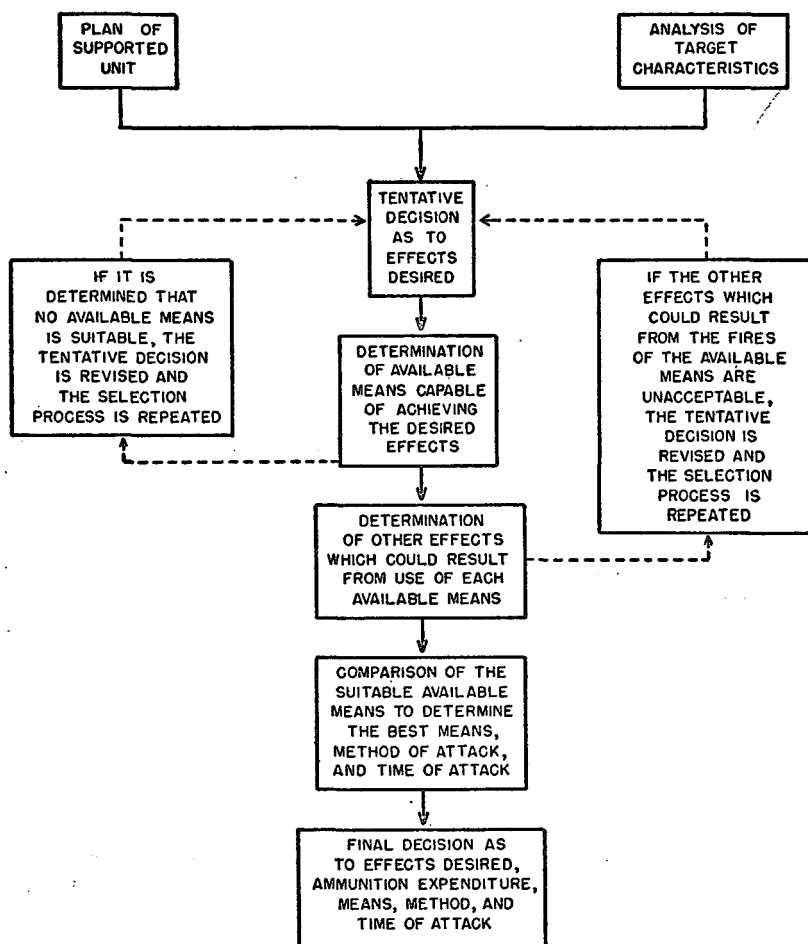 PLAN OF
SUPPORTED
UNIT
ANALYSIS OF
TARGET
CHARACTERISTICS
TENTATIVE
DECISION
AS TO
EFFECTS
DESIRED
IF IT IS
DETERMINED THAT
NO AVAILABLE MEANS
IS SUITABLE, THE
TENTATIVE DECISION
IS REVISED AND
THE SELECTION
PROCESS IS REPEATED
IF THE OTHER
EFFECTS WHICH
COULD RESULT
FROM THE FIRES
OF THE AVAILABLE
MEANS ARE
UNACCEPTABLE,
THE TENTATIVE
DECISION IS
REVISED AND
THE SELECTION
PROCESS IS
REPEATED
DETERMINATION
OF AVAILABLE
MEANS CAPABLE
OF ACHIEVING
THE DESIRED
EFFECTS
DETERMINATION
OF OTHER EFFECTS
WHICH COULD RESULT
FROM USE OF EACH
AVAILABLE MEANS
COMPARISON OF THE
SUITABLE AVAILABLE
MEANS TO DETERMINE
THE BEST MEANS,
METHOD OF ATTACK,
AND TIME OF ATTACK
FINAL DECISION AS
TO EFFECTS DESIRED,
AMMUNITION EXPENDITURE,
MEANS, METHOD, AND
TIME OF ATTACK